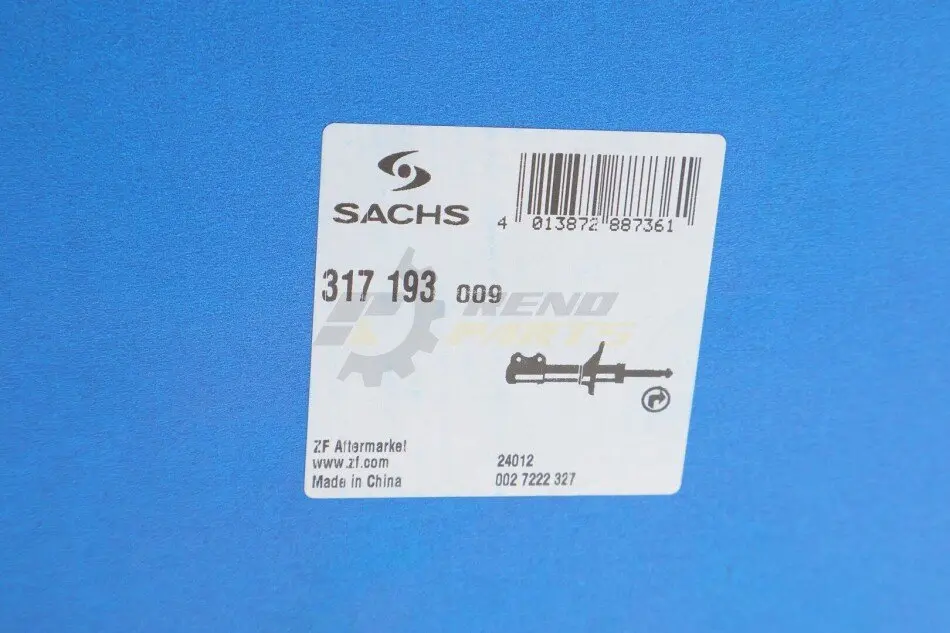 SACHS
4 013872 887361
317 193 009
RENO
PARTS
ZF Aftermarket
www.zf.com
Made in China
24012
002 7222 327